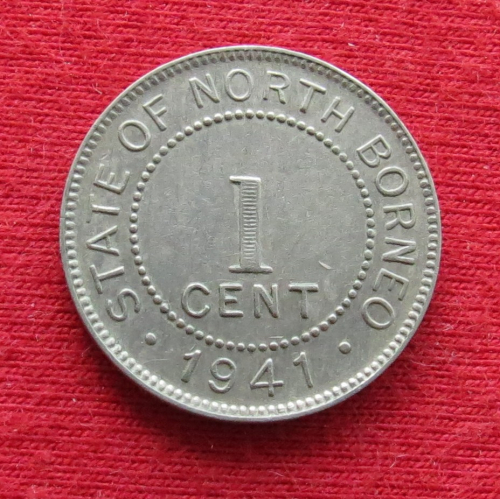 STATE OF NORTH BORNEO
1
CENT
• 1941 •